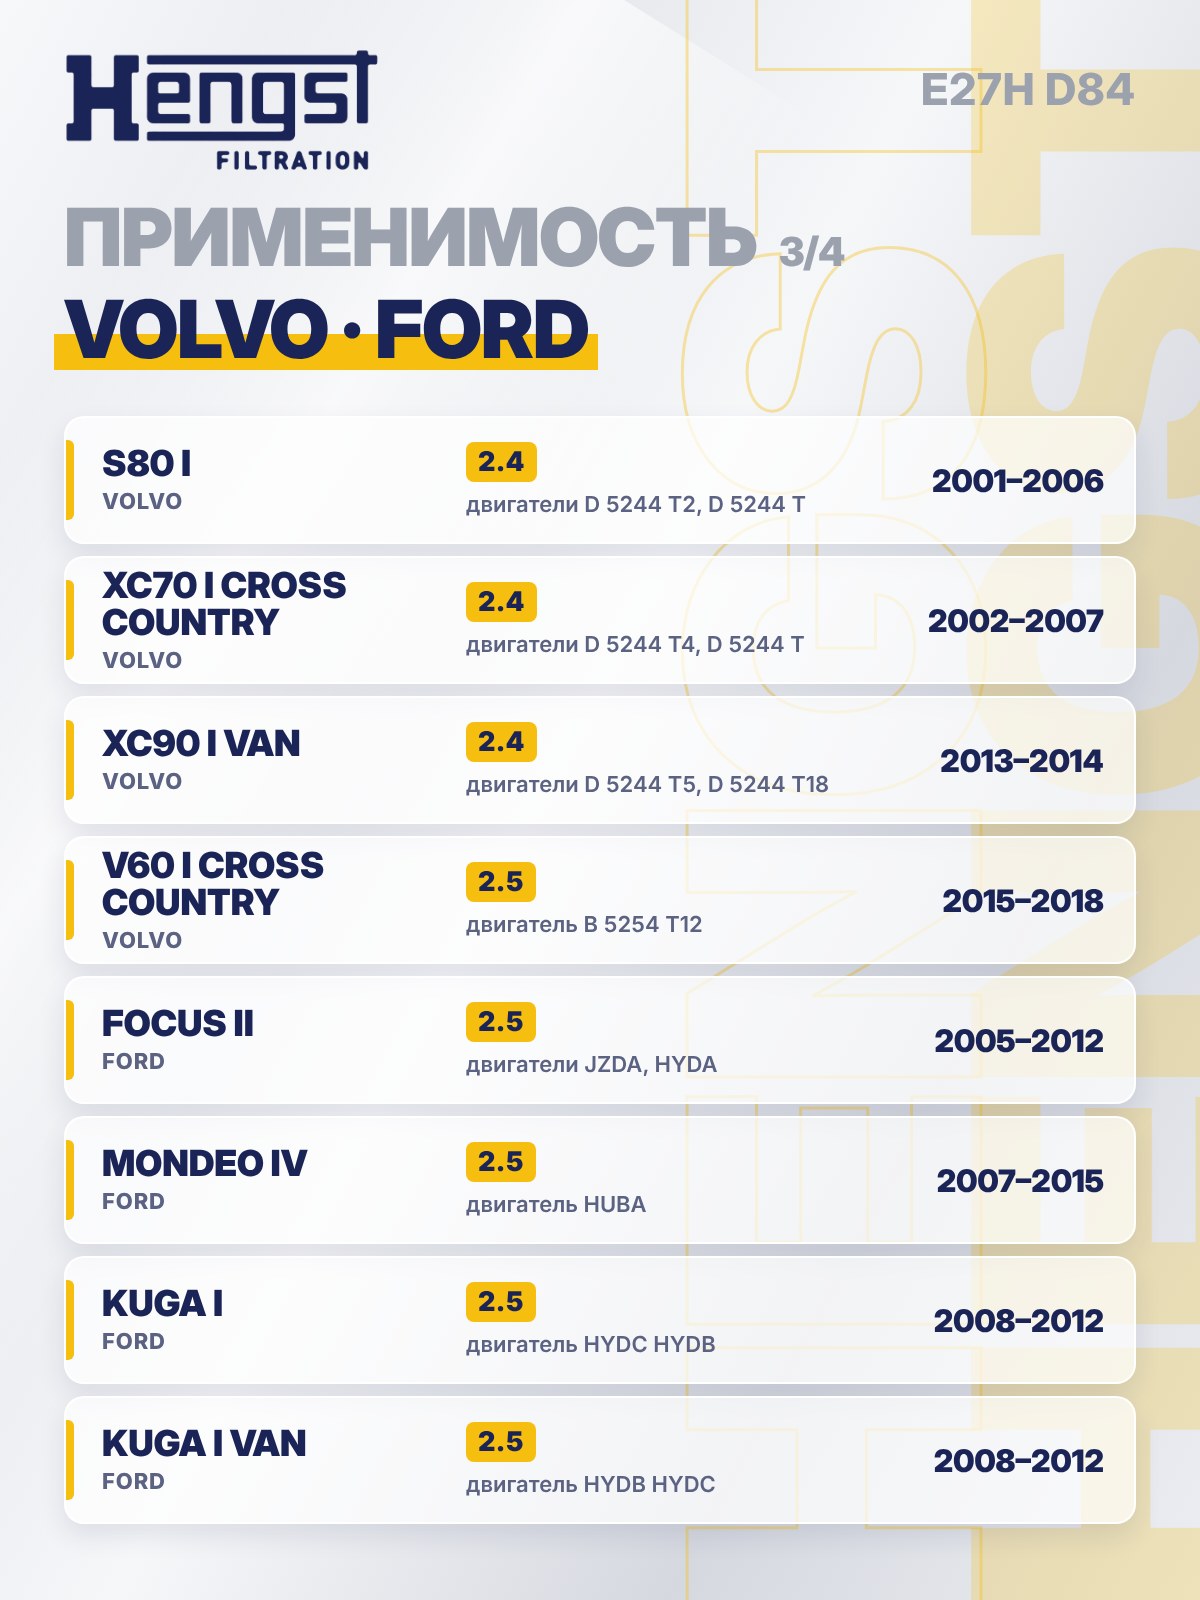 Hengst
FILTRATION
E27H D84
ПРИМЕНИМОСТЬ 3/4
VOLVO · FORD
S80 I
VOLVO
2.4
двигатели D 5244 T2, D 5244 T
2001–2006
XC70 I CROSS
COUNTRY
VOLVO
2.4
двигатели D 5244 T4, D 5244 T
2002–2007
XC90 I VAN
VOLVO
2.4
двигатели D 5244 T5, D 5244 T18
2013–2014
V60 I CROSS
COUNTRY
VOLVO
2.5
двигатель B 5254 T12
2015–2018
FOCUS II
FORD
2.5
двигатели JZDA, HYDA
2005–2012
MONDEO IV
FORD
2.5
двигатель HUBA
2007–2015
KUGA I
FORD
2.5
двигатель HYDC HYDB
2008–2012
KUGA I VAN
FORD
2.5
двигатель HYDB HYDC
2008–2012
HENGST
HENGST